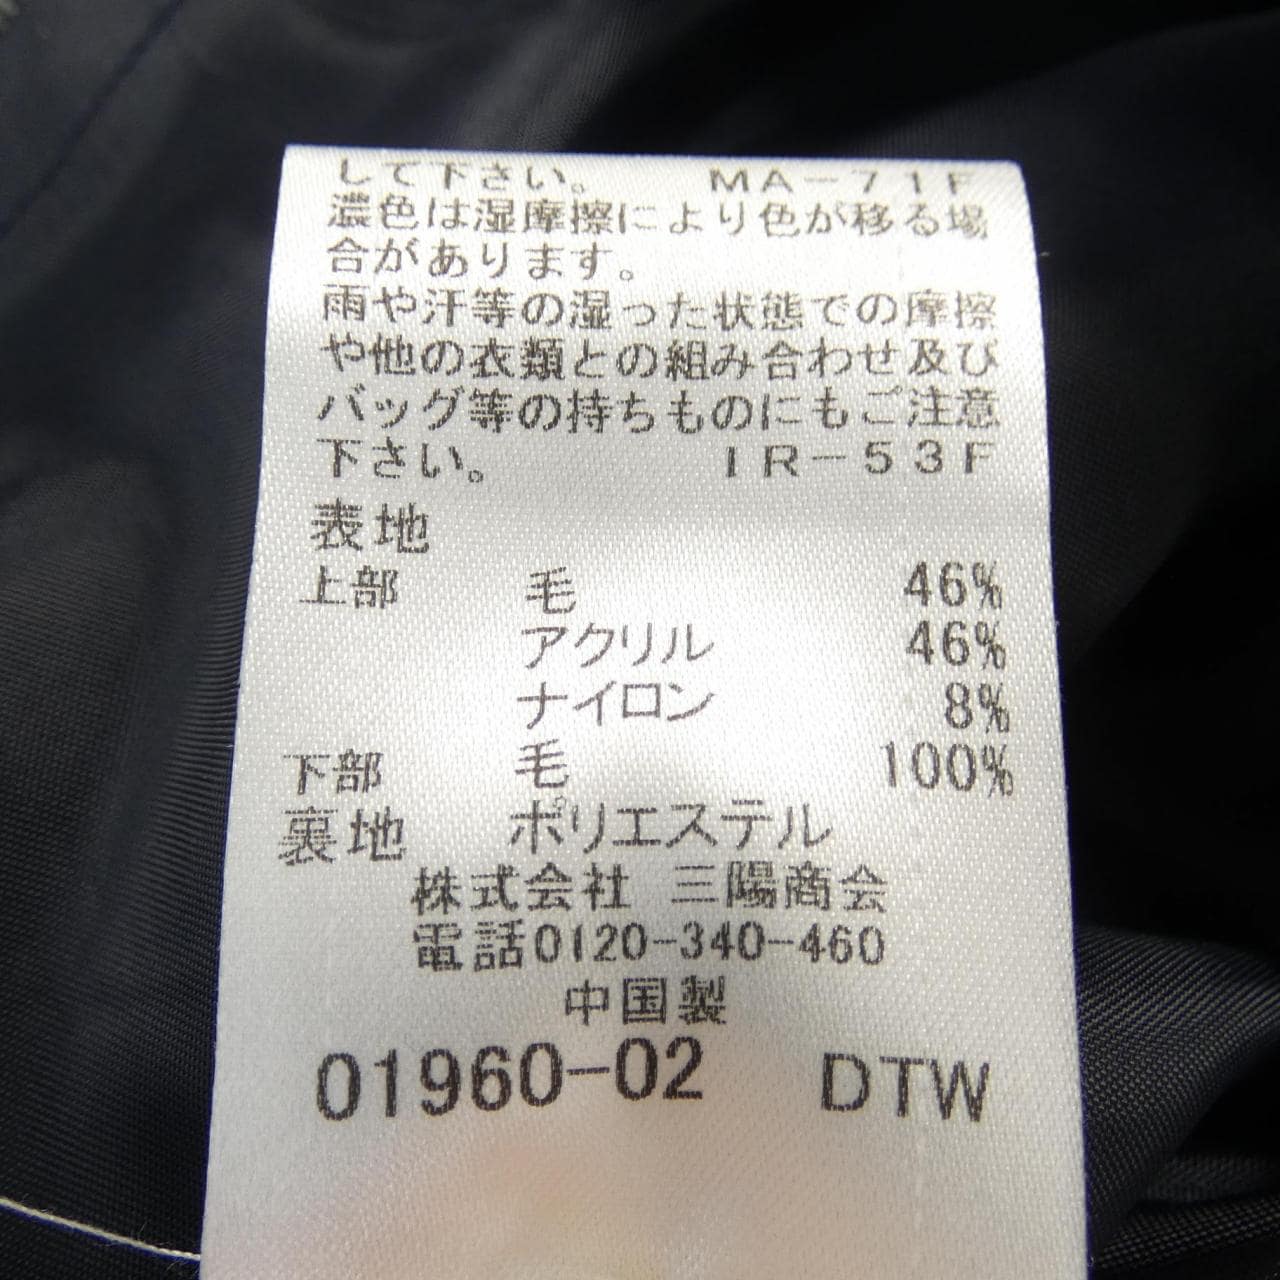 して下さい。 MA-71F
濃色は湿摩擦により色が移る場
合があります。
雨や汗等の湿った状態での摩擦
や他の衣類との組み合わせ及び
バッグ等の持ちものにもご注意
下さい。 IR-53F
表地
上部 毛 46%
アクリル 46%
ナイロン 8%
下部 毛 100%
裏地 ポリエステル
株式会社 三陽商会
電話0120-340-460
中国製
01960-02 DTW